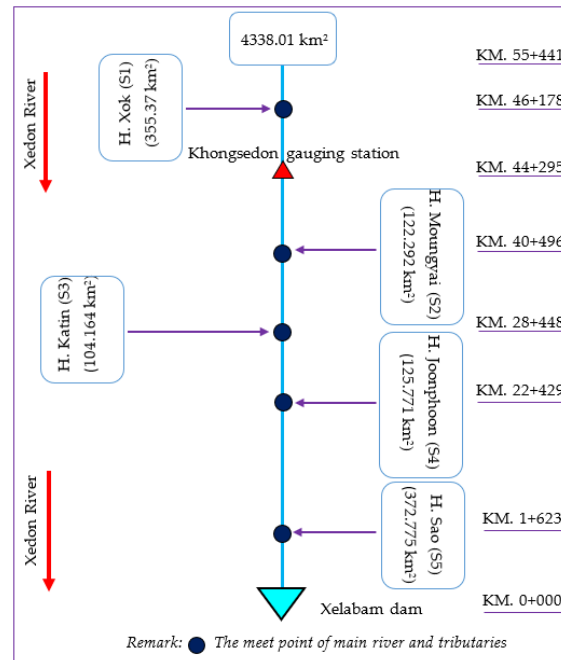 4338.01 km²
KM. 55+441
Xedon River
H. Xok (S1)
(355.37 km²)
KM. 46+178
Khongsedon gauging station
KM. 44+295
H. Moungyai (S2)
(122.292 km²)
KM. 40+496
H. Katin (S3)
(104.164 km²)
KM. 28+448
H. Joonphoon (S4)
(125.771 km²)
KM. 22+429
Xedon River
H. Sao (S5)
(372.775 km²)
KM. 1+623
Xelabam dam
KM. 0+000
Remark: The meet point of main river and tributaries